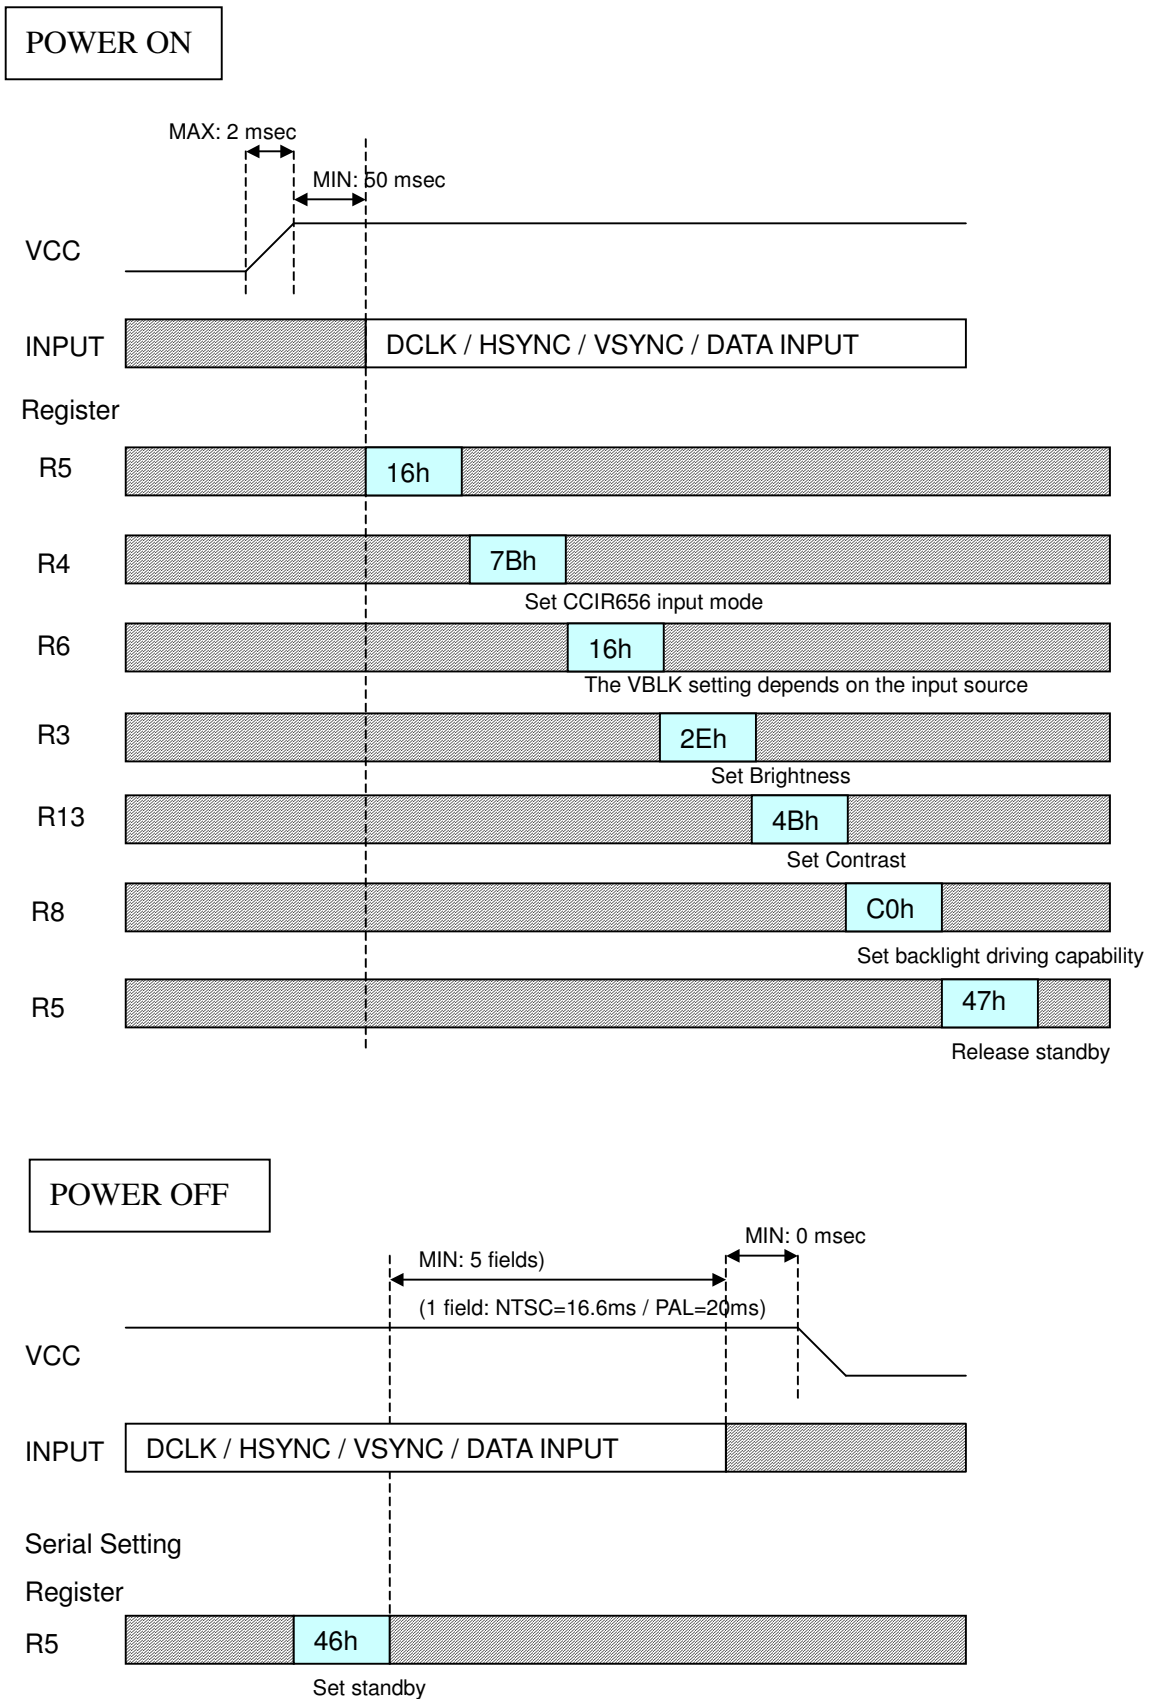 POWER ON
MAX: 2 msec
MIN: 50 msec
VCC
INPUT
DCLK / HSYNC / VSYNC / DATA INPUT
Register
R5
16h
R4
7Bh
Set CCIR656 input mode
R6
16h
The VBLK setting depends on the input source
R3
2Eh
Set Brightness
R13
4Bh
Set Contrast
R8
C0h
Set backlight driving capability
R5
47h
Release standby
POWER OFF
MIN: 0 msec
MIN: 5 fields)
(1 field: NTSC=16.6ms / PAL=20ms)
VCC
INPUT
DCLK / HSYNC / VSYNC / DATA INPUT
Serial Setting
Register
R5
46h
Set standby